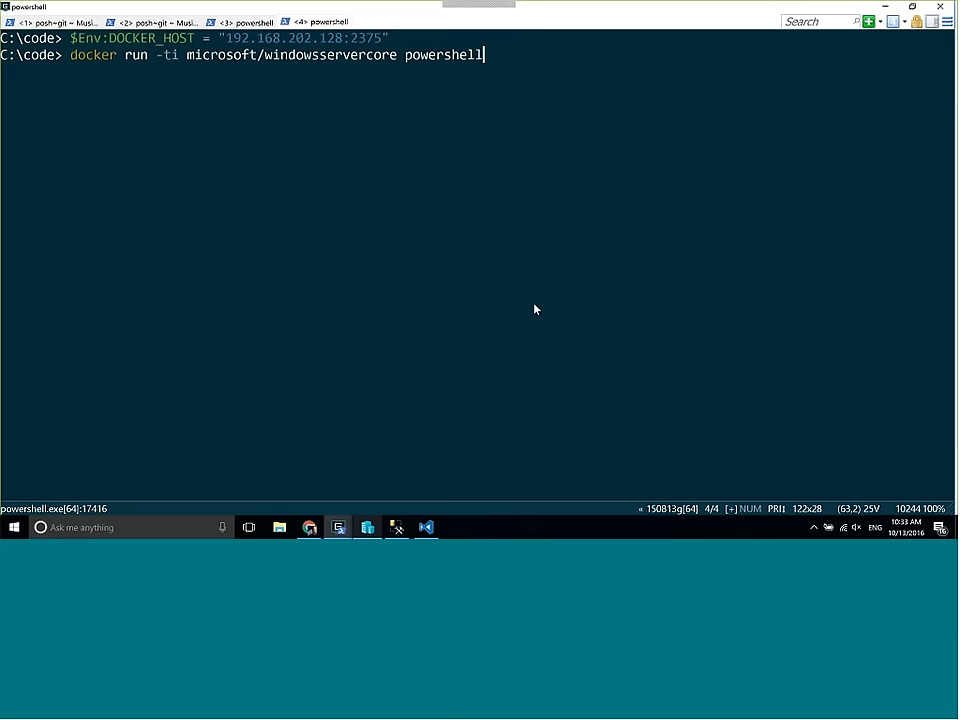 powershell
<1> posh~git ~ Musi...
<2> posh~git ~ Musi...
<3> powershell
<4> powershell
Search
C:\code> $Env:DOCKER_HOST = "192.168.202.128:2375"
C:\code> docker run -ti microsoft/windowsservercore powershell
powershell.exe[64]:17416
« 150813g[64] 4/4 [+] NUM PRI↕ 122x28 (63,2) 25V 10244 100%
Ask me anything
ENG
10:33 AM
10/13/2016
16